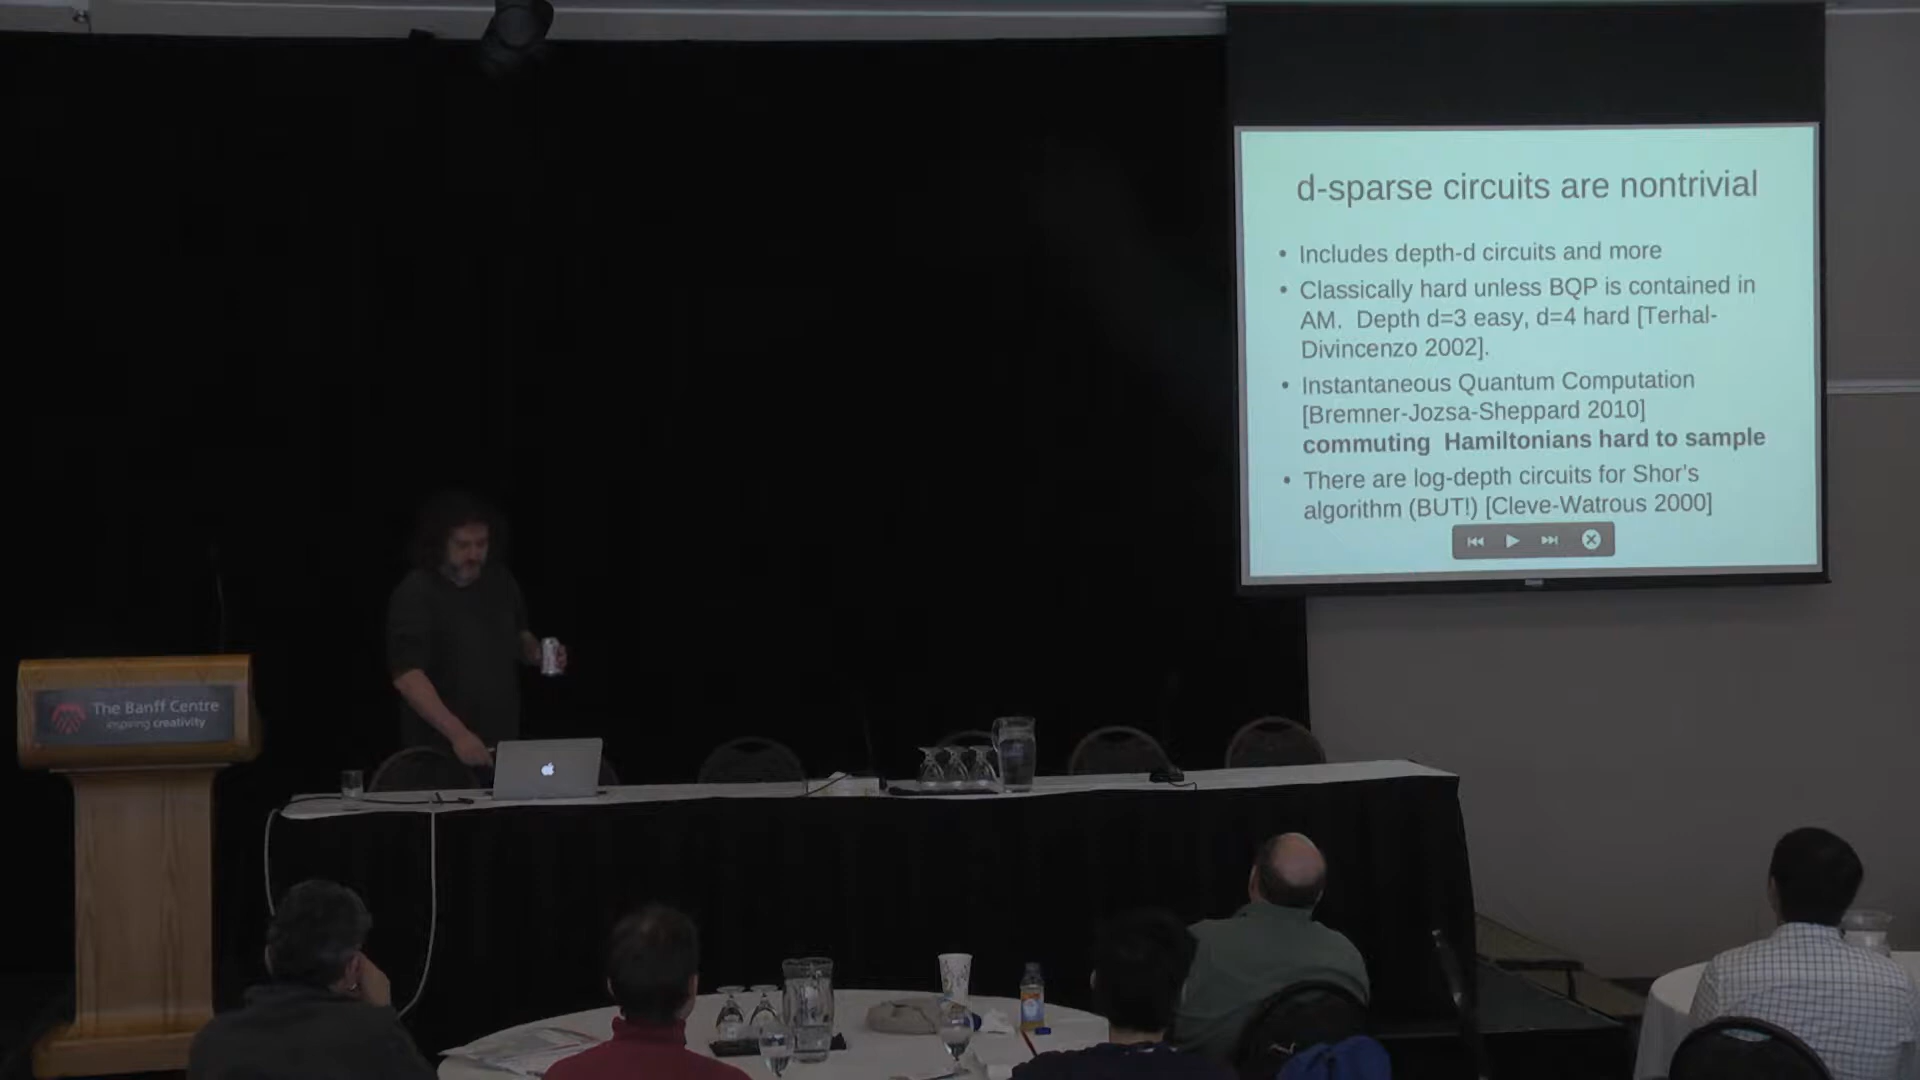 d-sparse circuits are nontrivial
• Includes depth-d circuits and more
• Classically hard unless BQP is contained in
AM. Depth d=3 easy, d=4 hard [Terhal-
Divincenzo 2002].
• Instantaneous Quantum Computation
[Bremner-Jozsa-Sheppard 2010]
commuting Hamiltonians hard to sample
• There are log-depth circuits for Shor's
algorithm (BUT!) [Cleve-Watrous 2000]
The Banff Centre
inspiring creativity